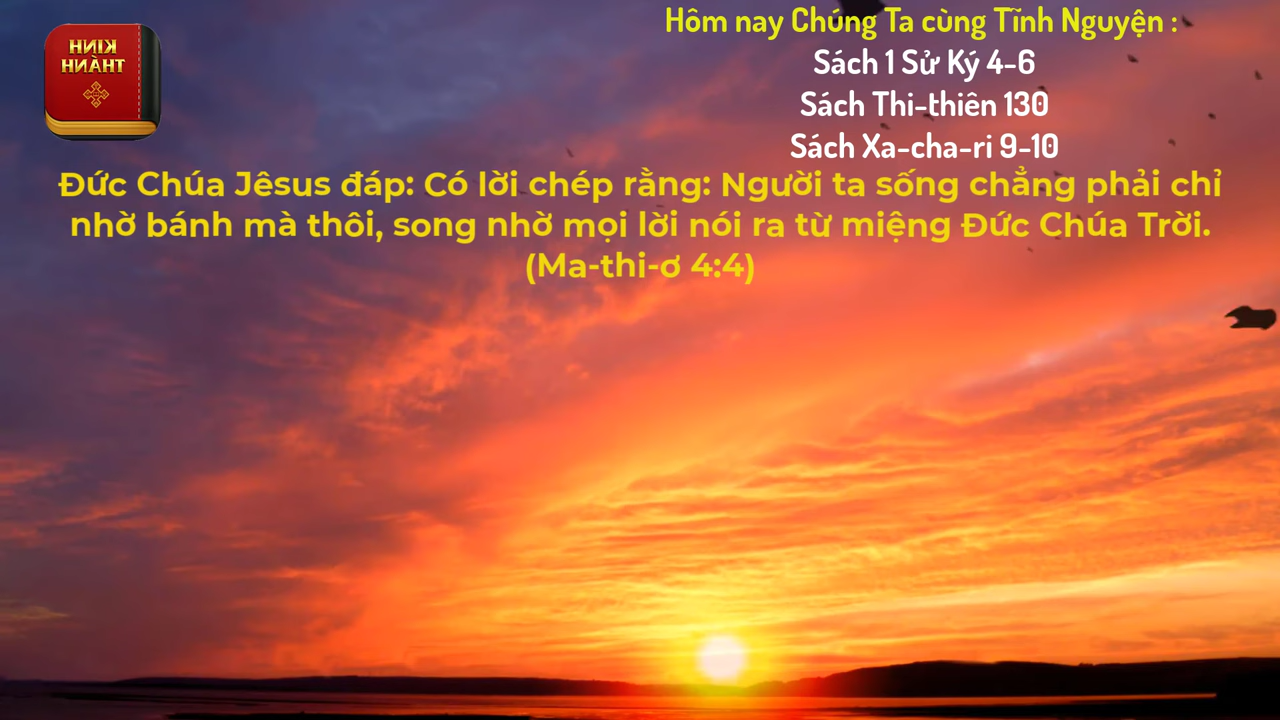 KINH
THÀNH
Hôm nay Chúng Ta cùng Tĩnh Nguyện :
Sách 1 Sử Ký 4-6
Sách Thi-thiên 130
Sách Xa-cha-ri 9-10
Đức Chúa Jêsus đáp: Có lời chép rằng: Người ta sống chẳng phải chỉ
nhờ bánh mà thôi, song nhờ mọi lời nói ra từ miệng Đức Chúa Trời.
(Ma-thi-ơ 4:4)